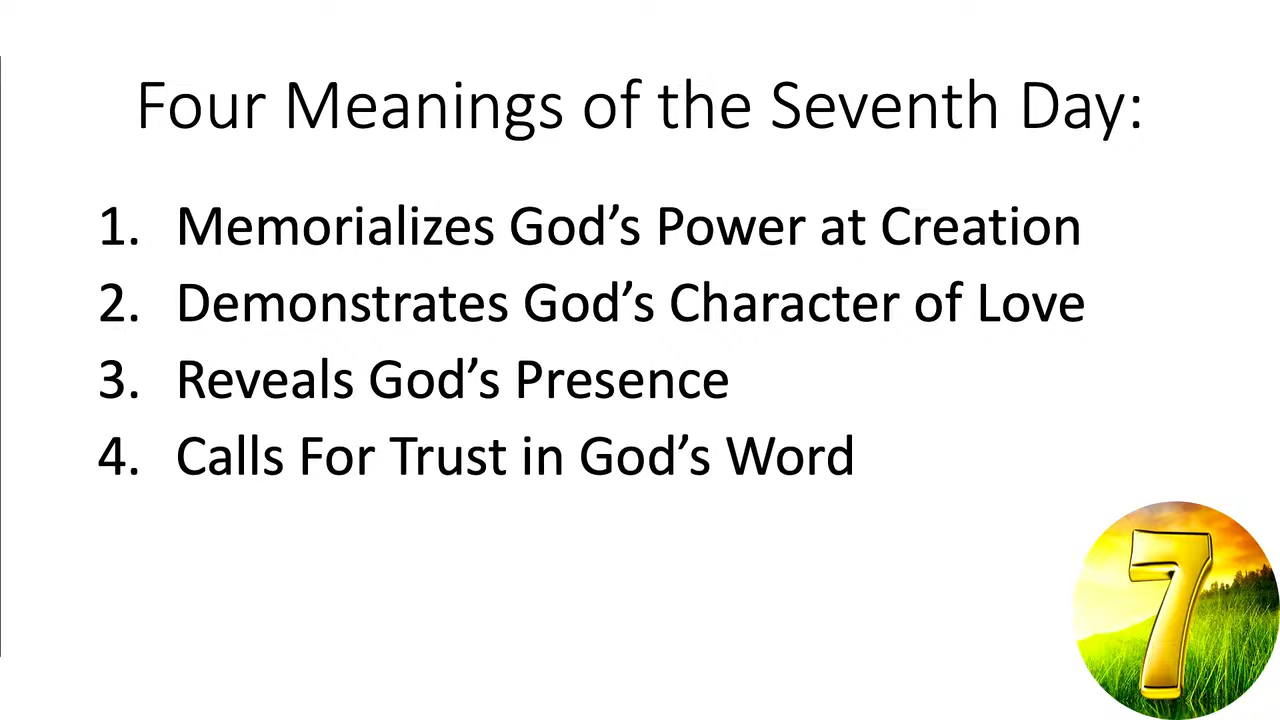 Four Meanings of the Seventh Day:
1. Memorializes God’s Power at Creation
2. Demonstrates God’s Character of Love
3. Reveals God’s Presence
4. Calls For Trust in God’s Word
7